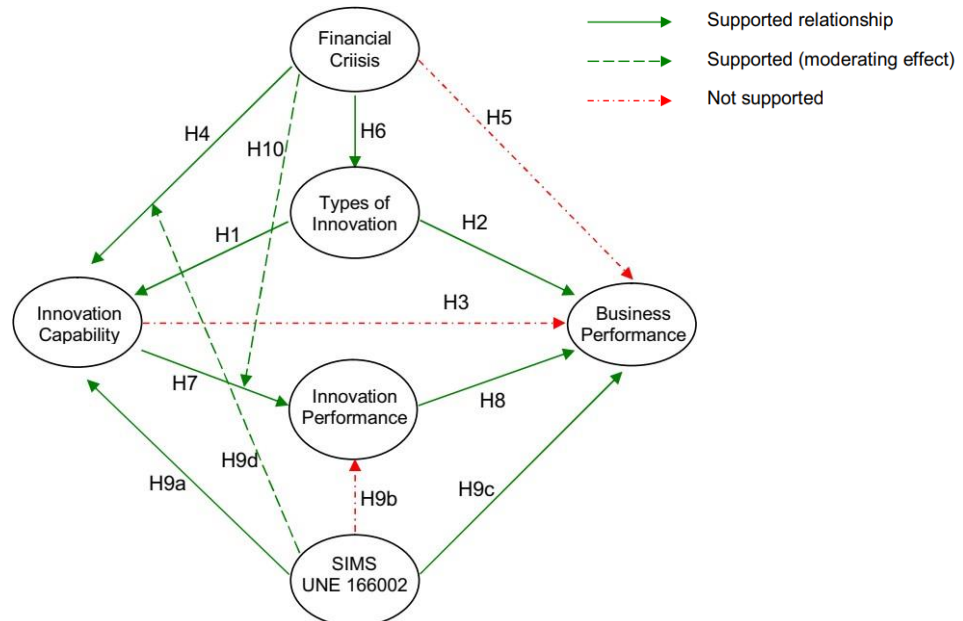 Financial
Criisis
Supported relationship
Supported (moderating effect)
Not supported
H4
H10
H6
H5
Types of
Innovation
H1
H2
Innovation
Capability
H3
Business
Performance
H7
Innovation
Performance
H8
H9a
H9d
H9b
H9c
SIMS
UNE 166002